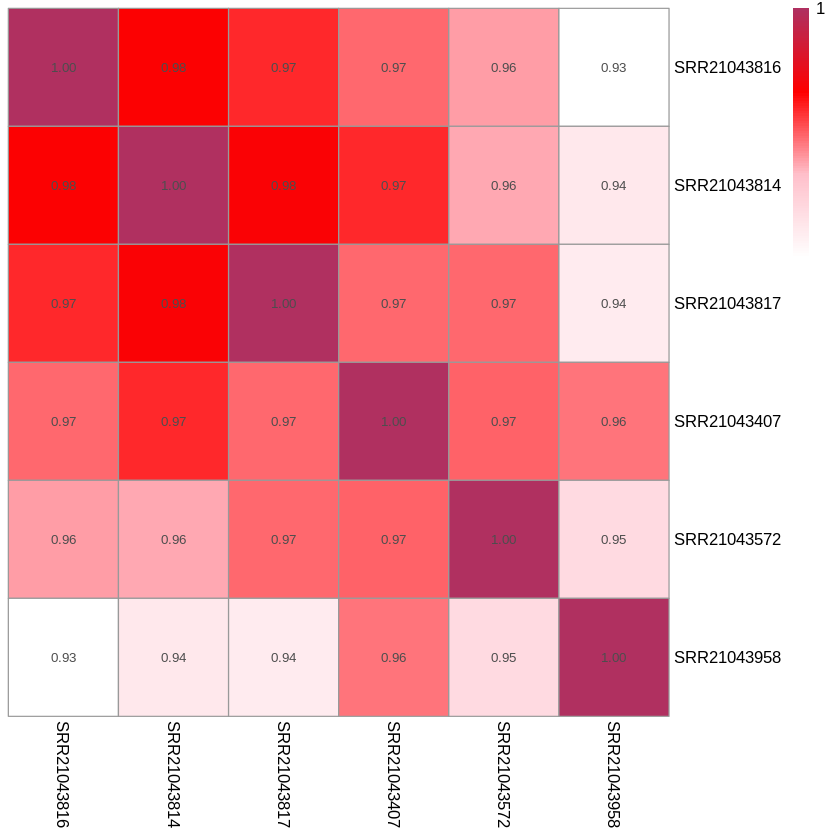 1
1.00 0.98 0.97 0.97 0.96 0.93 SRR21043816
0.98 1.00 0.98 0.97 0.96 0.94 SRR21043814
0.97 0.98 1.00 0.97 0.97 0.94 SRR21043817
0.97 0.97 0.97 1.00 0.97 0.96 SRR21043407
0.96 0.96 0.97 0.97 1.00 0.95 SRR21043572
0.93 0.94 0.94 0.96 0.95 1.00 SRR21043958
SRR21043816
SRR21043814
SRR21043817
SRR21043407
SRR21043572
SRR21043958